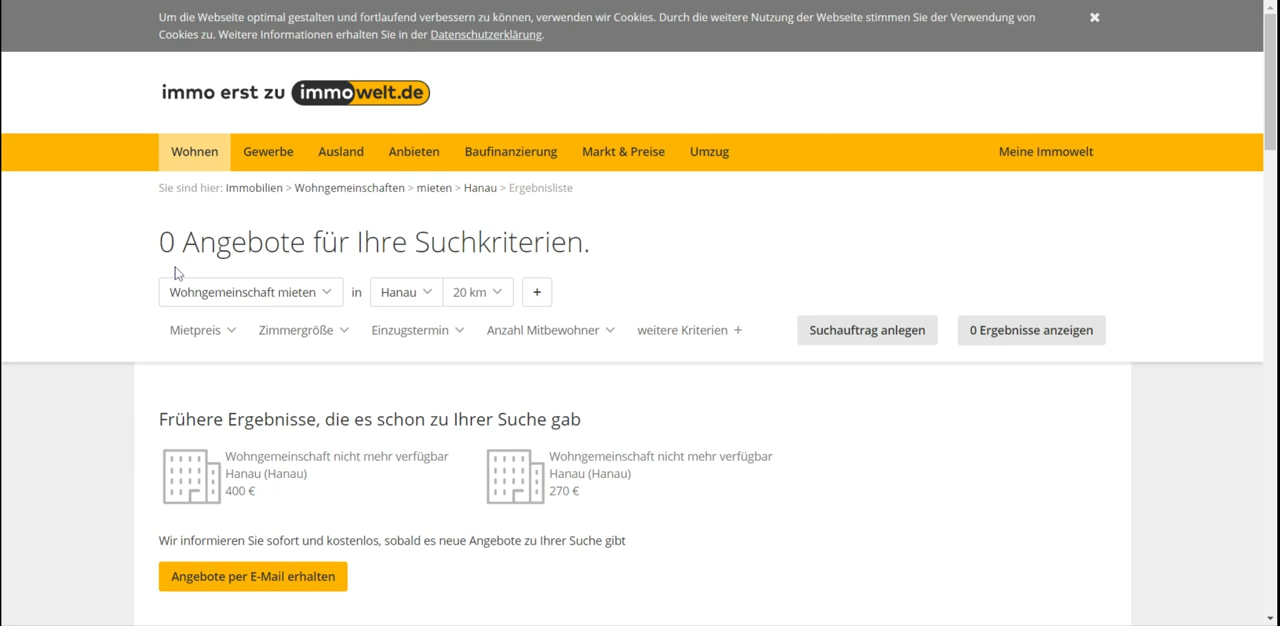 Um die Webseite optimal gestalten und fortlaufend verbessern zu können, verwenden wir Cookies. Durch die weitere Nutzung der Webseite stimmen Sie der Verwendung von
Cookies zu. Weitere Informationen erhalten Sie in der Datenschutzerklärung.
immo erst zu immowelt.de
Wohnen Gewerbe Ausland Anbieten Baufinanzierung Markt & Preise Umzug Meine Immowelt
Sie sind hier: Immobilien > Wohngemeinschaften > mieten > Hanau > Ergebnisliste
0 Angebote für Ihre Suchkriterien.
Wohngemeinschaft mieten in Hanau 20 km +
Mietpreis Zimmergröße Einzugstermin Anzahl Mitbewohner weitere Kriterien + Suchauftrag anlegen 0 Ergebnisse anzeigen
Frühere Ergebnisse, die es schon zu Ihrer Suche gab
Wohngemeinschaft nicht mehr verfügbar
Hanau (Hanau)
400 €
Wohngemeinschaft nicht mehr verfügbar
Hanau (Hanau)
270 €
Wir informieren Sie sofort und kostenlos, sobald es neue Angebote zu Ihrer Suche gibt
Angebote per E-Mail erhalten